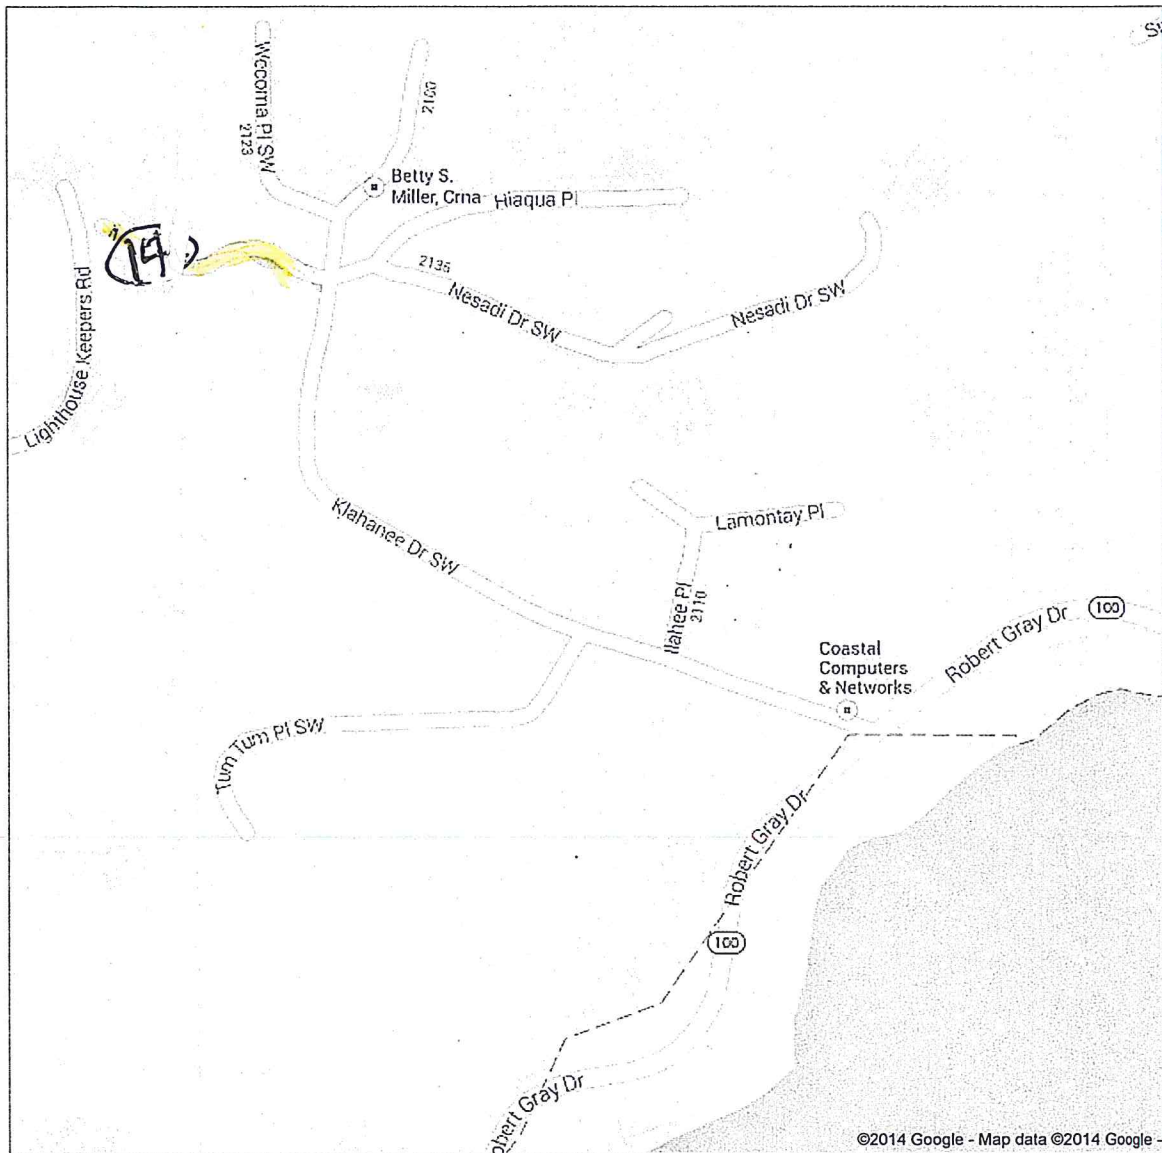 Wecoma Pl SW
2123
2100
Betty S.
Miller, Crna
Hiaqua Pl
(14)
2135
Nesadi Dr SW
Nesadi Dr SW
Lighthouse Keepers Rd
Klahanee Dr SW
Lamontay Pl
Ilahee Pl
2110
100
Robert Gray Dr
Coastal
Computers
& Networks
Tum Tum Pl SW
Robert Gray Dr
100
obert Gray Dr
©2014 Google - Map data ©2014 Google -